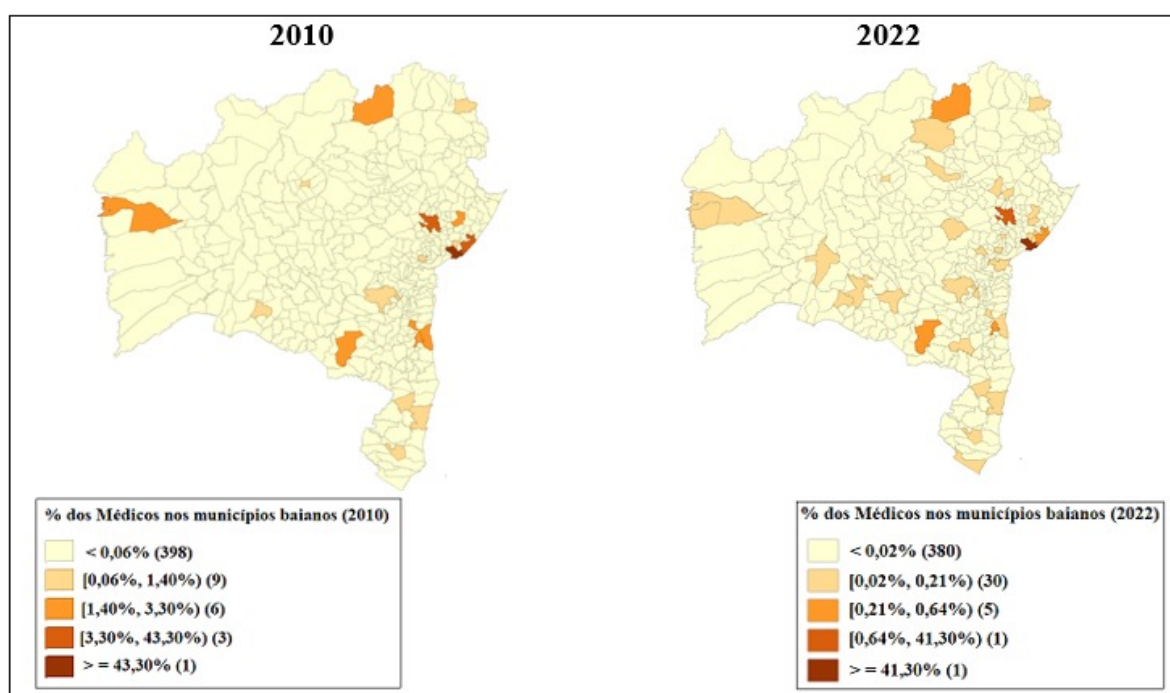 2010
2022
% dos Médicos nos municípios baianos (2010)
< 0,06% (398)
[0,06%, 1,40%) (9)
[1,40%, 3,30%) (6)
[3,30%, 43,30%) (3)
> = 43,30% (1)
% dos Médicos nos municípios baianos (2022)
< 0,02% (380)
[0,02%, 0,21%) (30)
[0,21%, 0,64%) (5)
[0,64%, 41,30%) (1)
> = 41,30% (1)